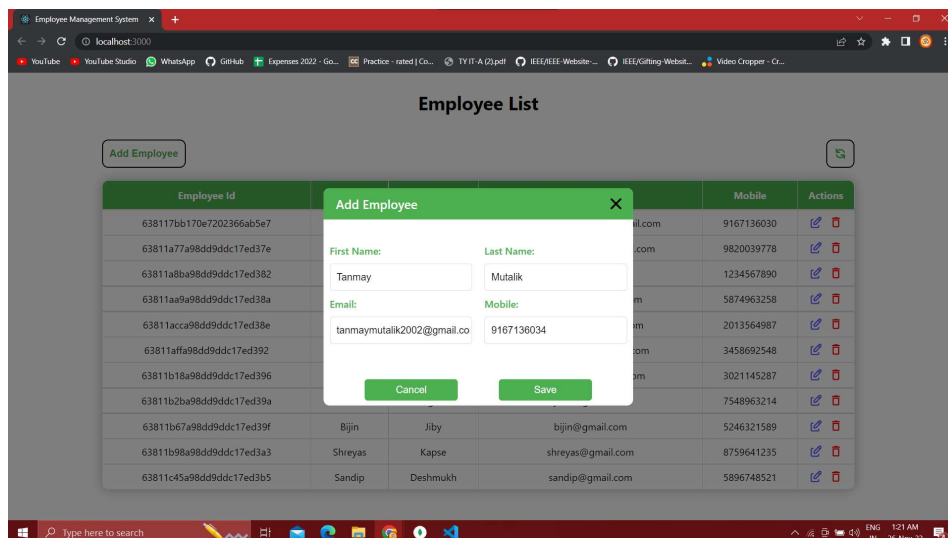 Employee Management System
localhost:3000
YouTube YouTube Studio WhatsApp GitHub Expenses 2022 - Go... Practice - rated | Co... TY IT-A (2).pdf IEEE/IEEE-Website-... IEEE/Gifting-Websit... Video Cropper - Cr...
Employee List
Add Employee
Employee Id Mobile Actions
Add Employee
638117bb170e7202366ab5e7 ail.com 9167136030
63811a77a98dd9ddc17ed37e .com 9820039778
First Name: Last Name:
63811a8ba98dd9ddc17ed382 1234567890
Tanmay Mutalik
63811aa9a98dd9ddc17ed38a m 5874963258
Email: Mobile:
63811acca98dd9ddc17ed38e om 2013564987
tanmaymutalik2002@gmail.co 9167136034
63811affa98dd9ddc17ed392 com 3458692548
63811b18a98dd9ddc17ed396 om 3021145287
Cancel Save
63811b2ba98dd9ddc17ed39a 7548963214
63811b67a98dd9ddc17ed39f Bijin Jiby bijin@gmail.com 5246321589
63811b98a98dd9ddc17ed3a3 Shreyas Kapse shreyas@gmail.com 8759641235
63811c45a98dd9ddc17ed3b5 Sandip Deshmukh sandip@gmail.com 5896748521
Type here to search
ENG 1:21 AM
IN 26-Nov-22